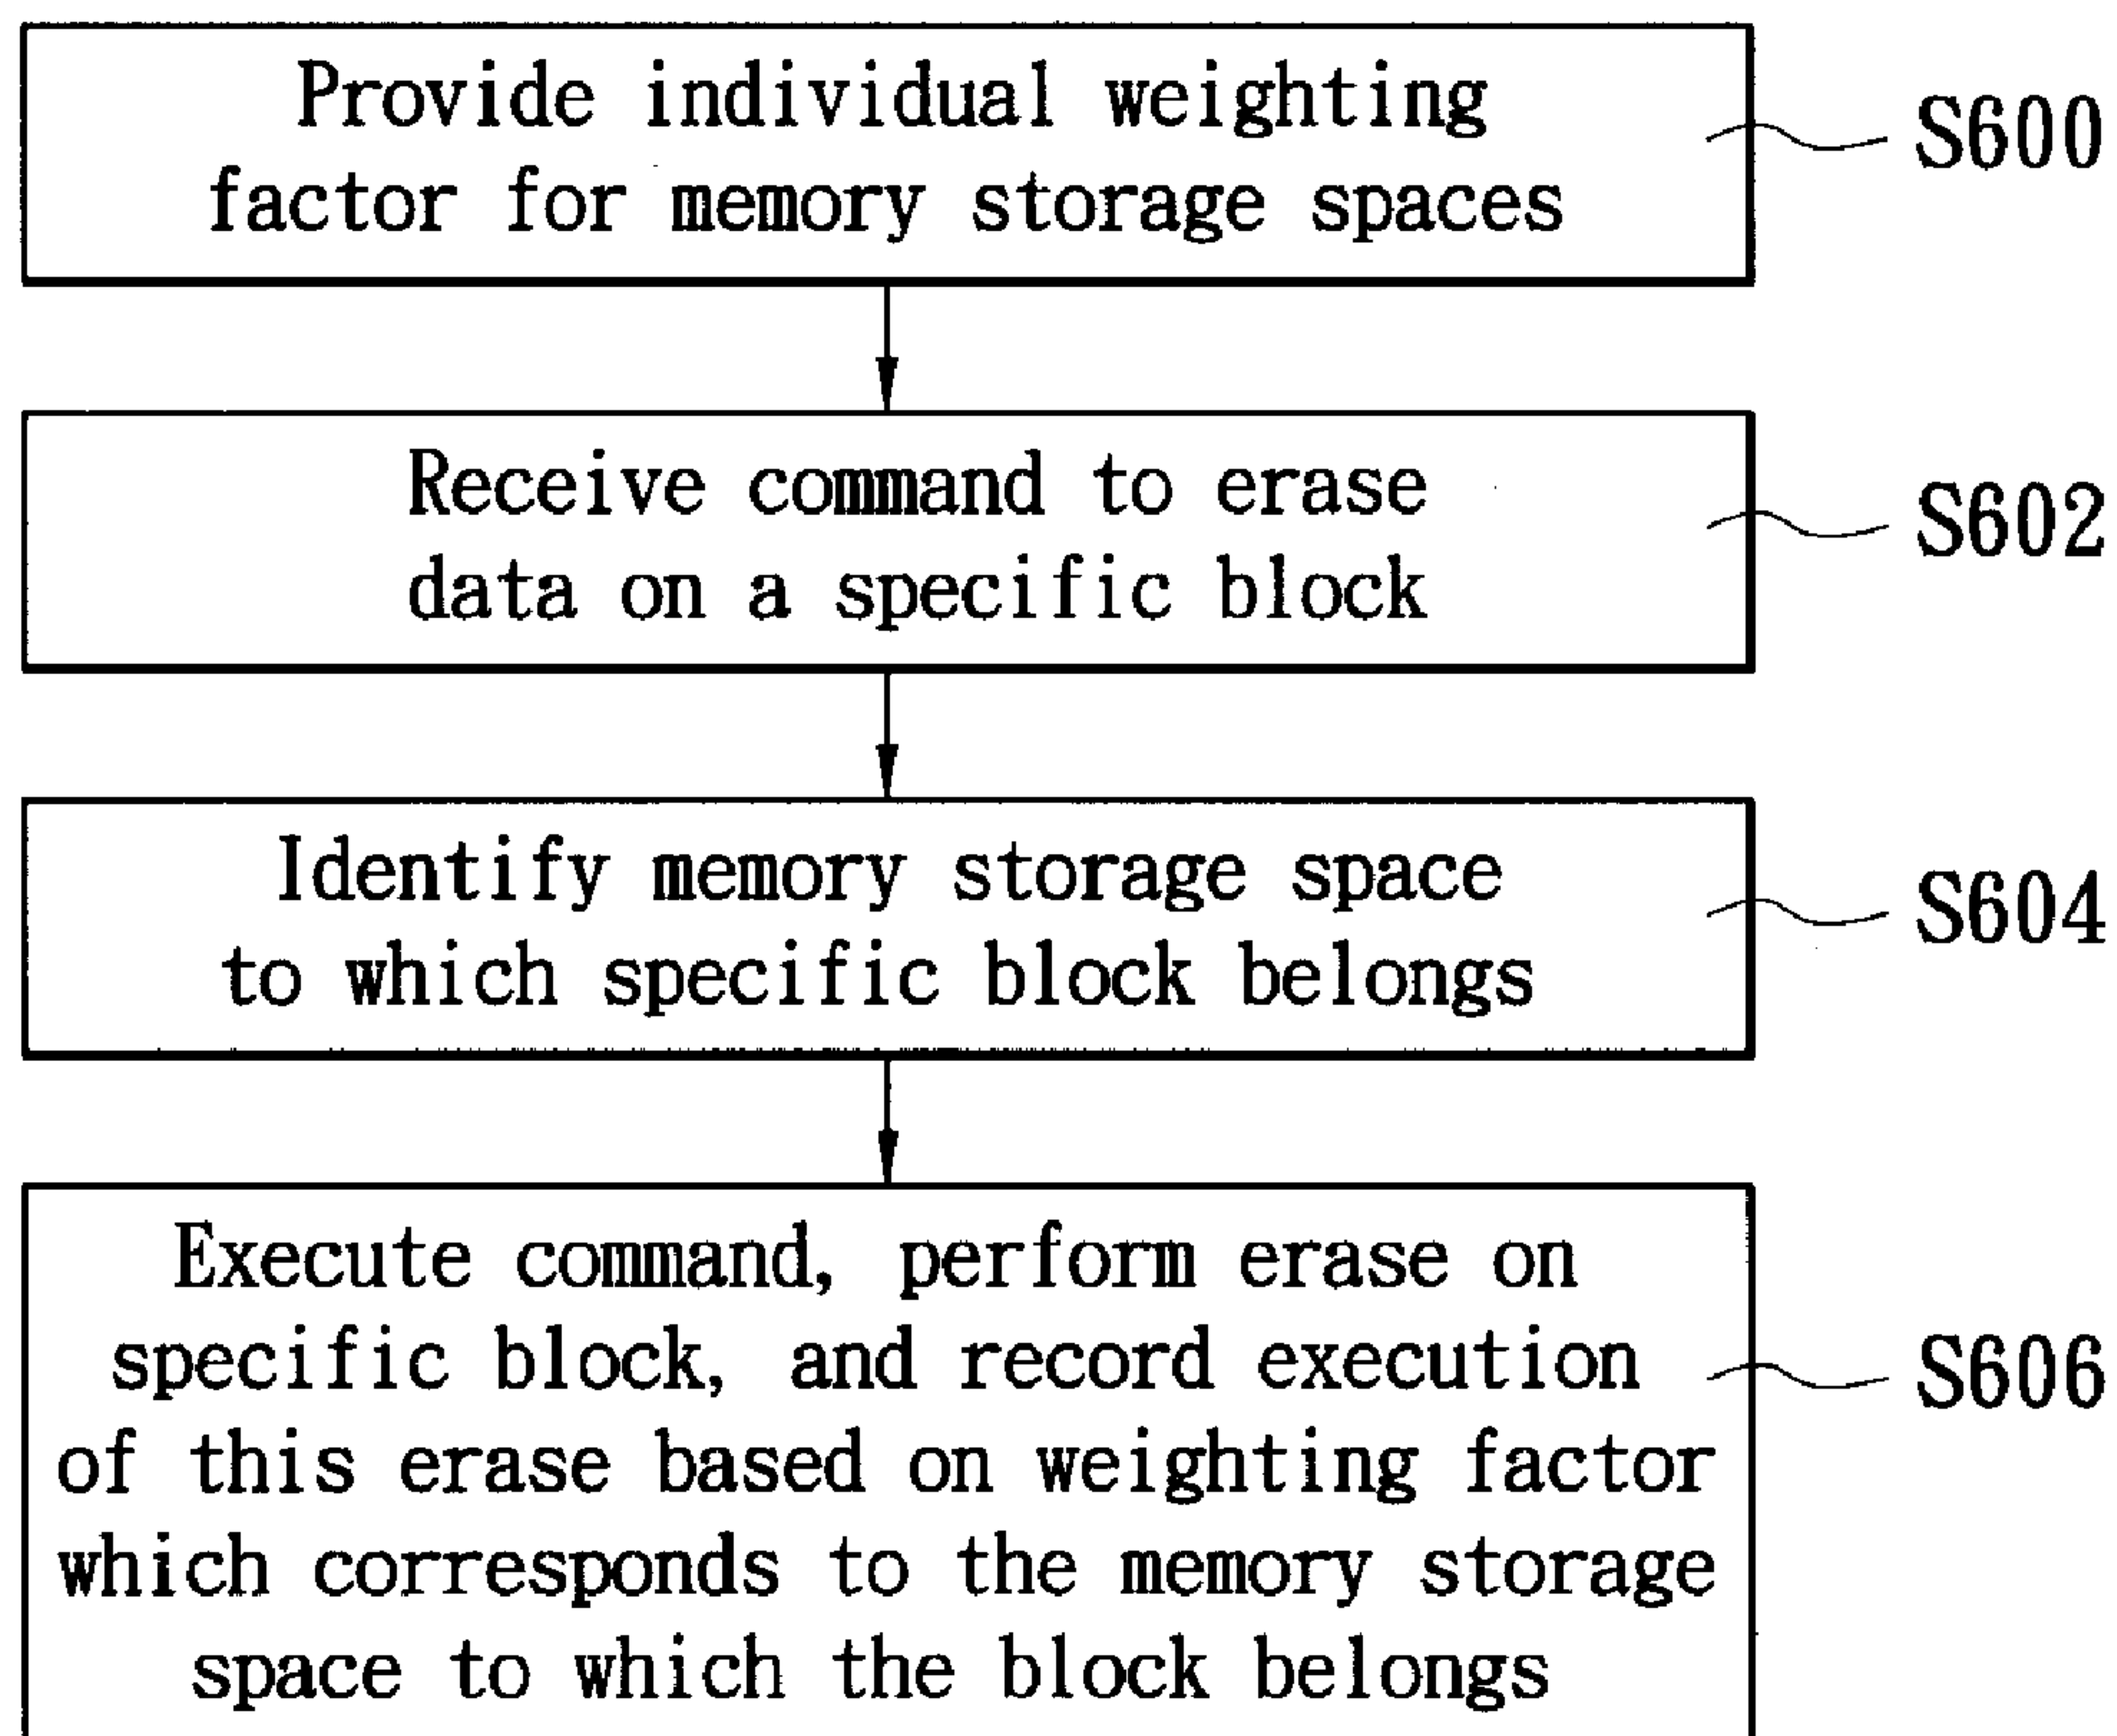 Provide individual weighting
factor for memory storage spaces
S600
Receive command to erase
data on a specific block
S602
Identify memory storage space
to which specific block belongs
S604
Execute command, perform erase on
specific block, and record execution
of this erase based on weighting factor
which corresponds to the memory storage
space to which the block belongs
S606